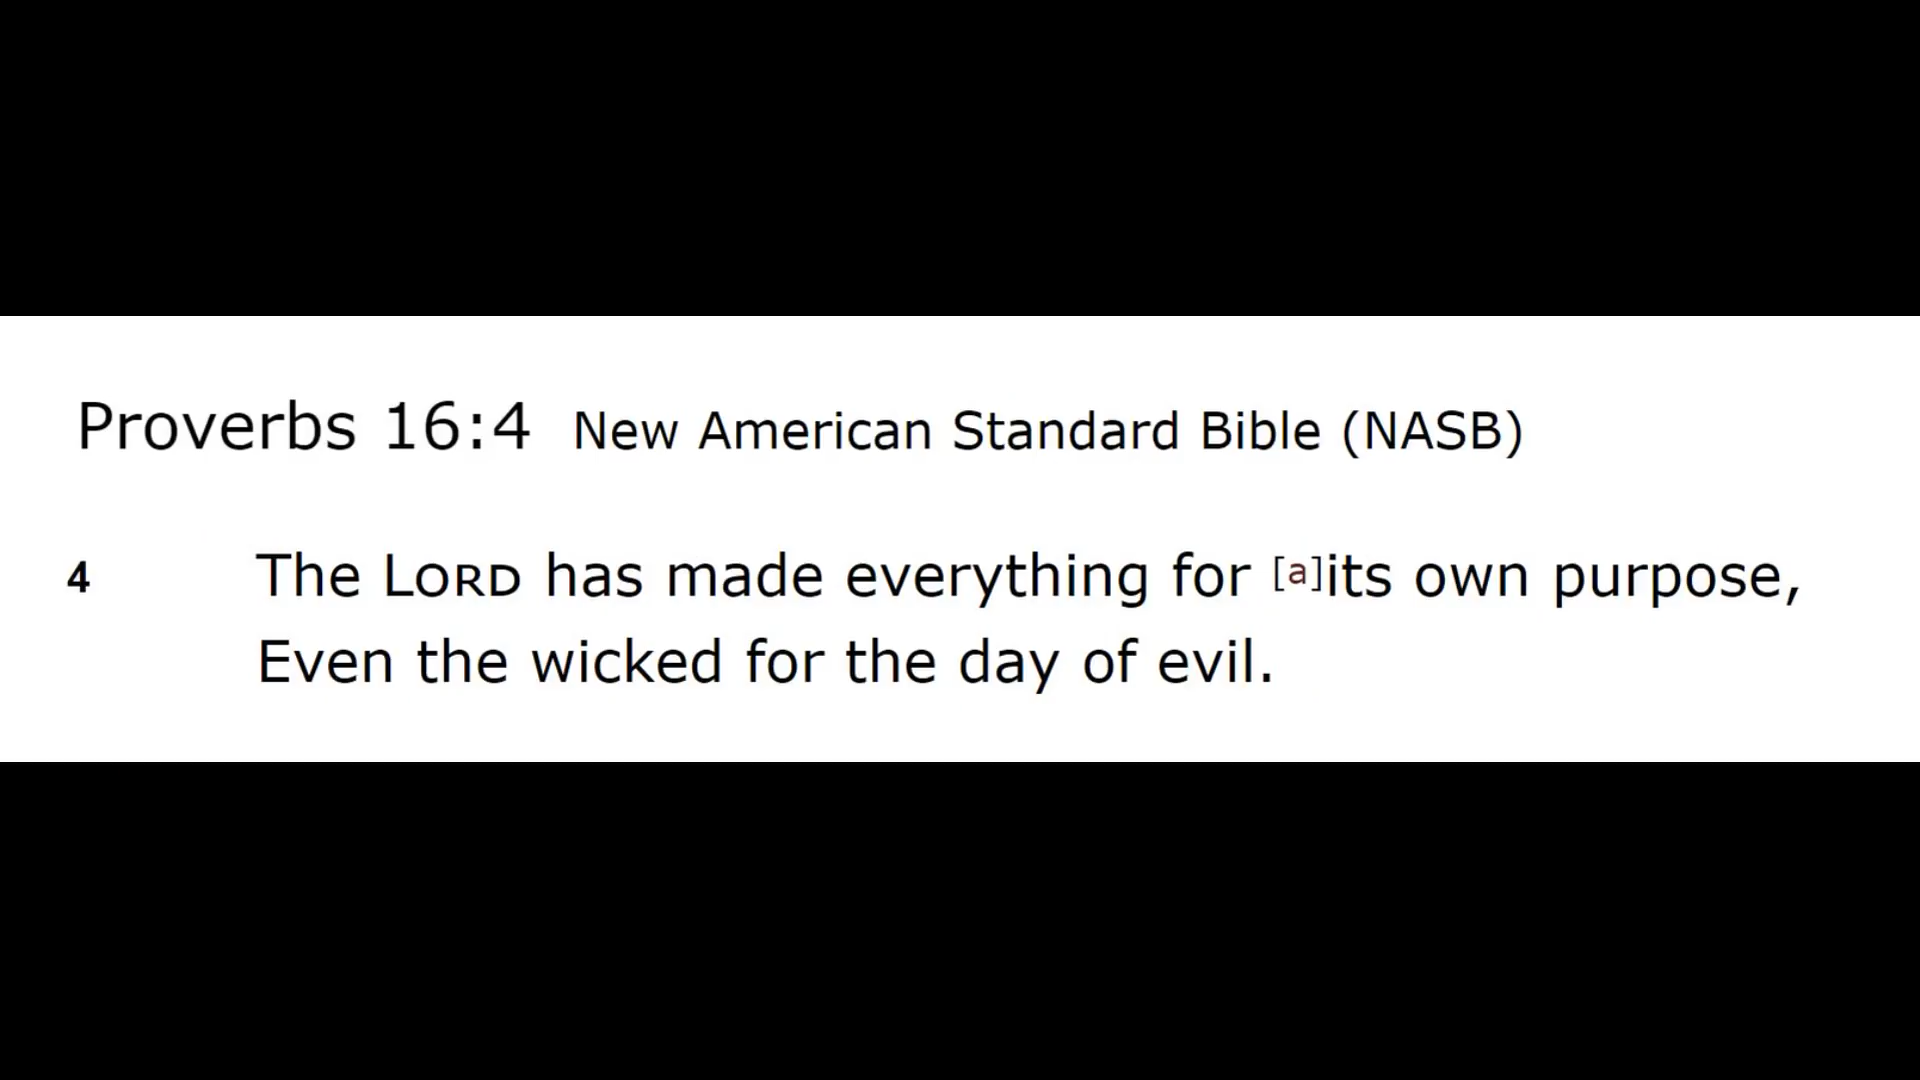 Proverbs 16:4 New American Standard Bible (NASB)
4 The LORD has made everything for [a]its own purpose,
Even the wicked for the day of evil.